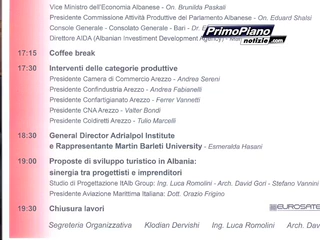 Vice Ministro dell'Economia Albanese - On. Brunilda Paskali
Presidente Commissione Attività Produttive del Parlamento Albanese - On. Eduard Shalsi
Console Generale - Consolato Generale - Bari - Dr.
Direttore AIDA (Albanian Investiment Development Agency) -
PrimoPiano
notizie.com
17:15 Coffee break
17:30 Interventi delle categorie produttive
Presidente Camera di Commercio Arezzo - Andrea Sereni
Presidente Confindustria Arezzo - Andrea Fabianelli
Presidente Confartigianato Arezzo - Ferrer Vannetti
Presidente CNA Arezzo - Valter Bondi
Presidente Coldiretti Arezzo - Tulio Marcelli
18:30 General Director Adrialpol Institute
e Rappresentante Martin Barleti University - Esmeralda Hasani
19:00 Proposte di sviluppo turistico in Albania:
sinergia tra progettisti e imprenditori
Studio di Progettazione ItAlb Group: Ing. Luca Romolini - Arch. David Gori - Stefano Vannini
Presidente Aviazione Marittima Italiana: Dott. Orazio Frigino
19:30 Chiusura lavori
EUROSATE
Segreteria Organizzativa Klodian Dervishi Ing. Luca Romolini Arch. Dav